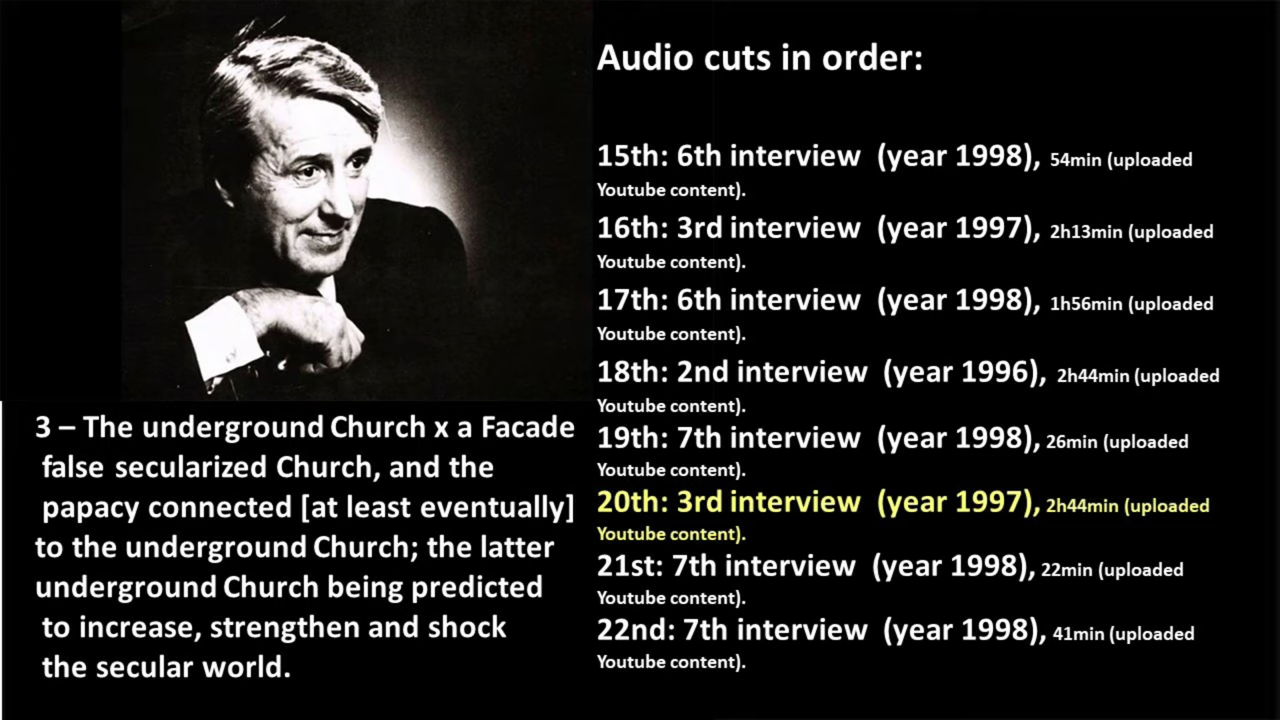 Audio cuts in order:
15th: 6th interview (year 1998), 54min (uploaded
Youtube content).
16th: 3rd interview (year 1997), 2h13min (uploaded
Youtube content).
17th: 6th interview (year 1998), 1h56min (uploaded
Youtube content).
18th: 2nd interview (year 1996), 2h44min (uploaded
Youtube content).
19th: 7th interview (year 1998), 26min (uploaded
Youtube content).
20th: 3rd interview (year 1997), 2h44min (uploaded
Youtube content).
21st: 7th interview (year 1998), 22min (uploaded
Youtube content).
22nd: 7th interview (year 1998), 41min (uploaded
Youtube content).
3 – The underground Church x a Facade
false secularized Church, and the
papacy connected [at least eventually]
to the underground Church; the latter
underground Church being predicted
to increase, strengthen and shock
the secular world.